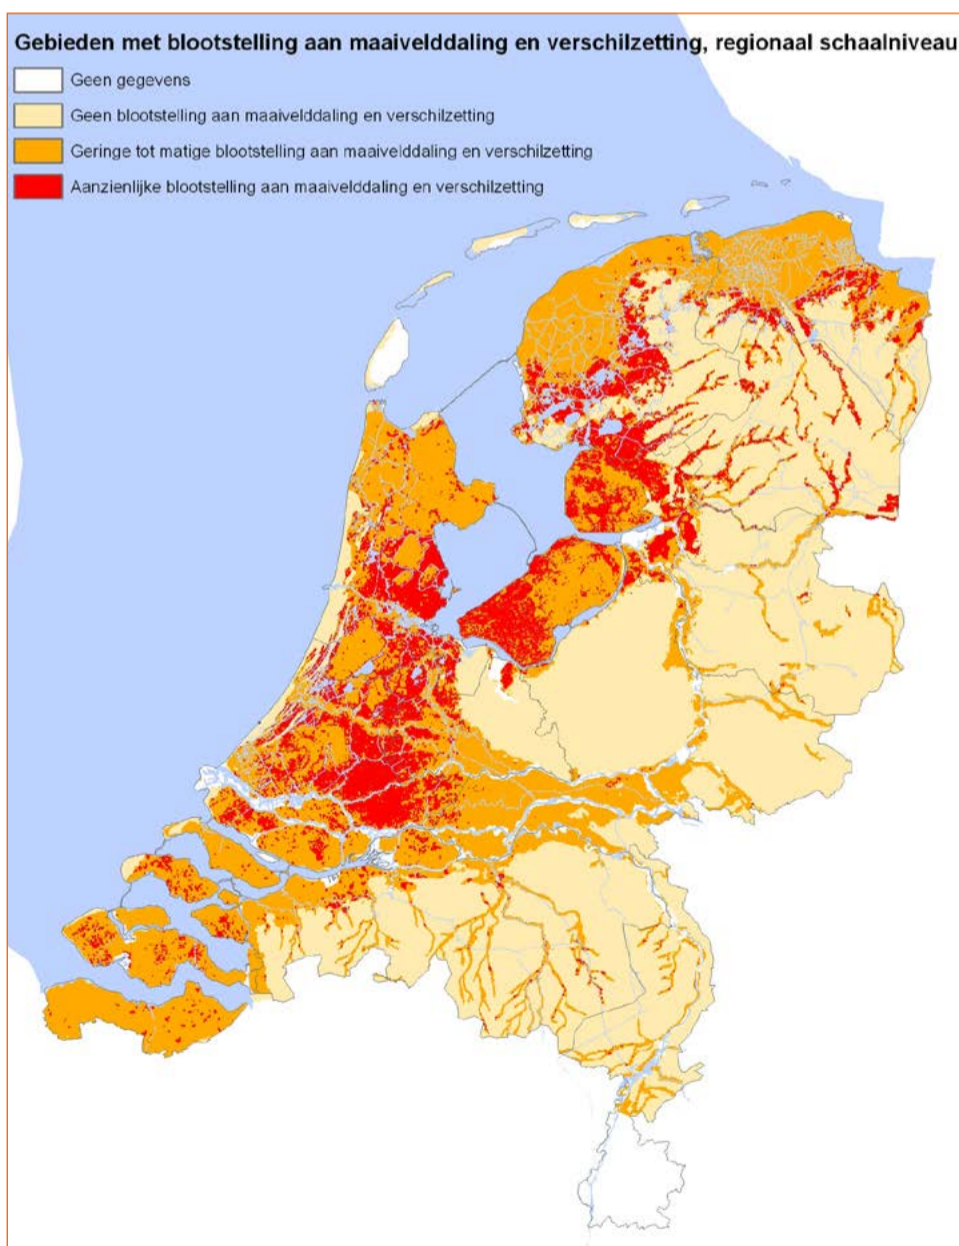 Gebieden met blootstelling aan maaivelddaling en verschilzetting, regionaal schaalniveau
Geen gegevens
Geen blootstelling aan maaivelddaling en verschilzetting
Geringe tot matige blootstelling aan maaivelddaling en verschilzetting
Aanzienlijke blootstelling aan maaivelddaling en verschilzetting